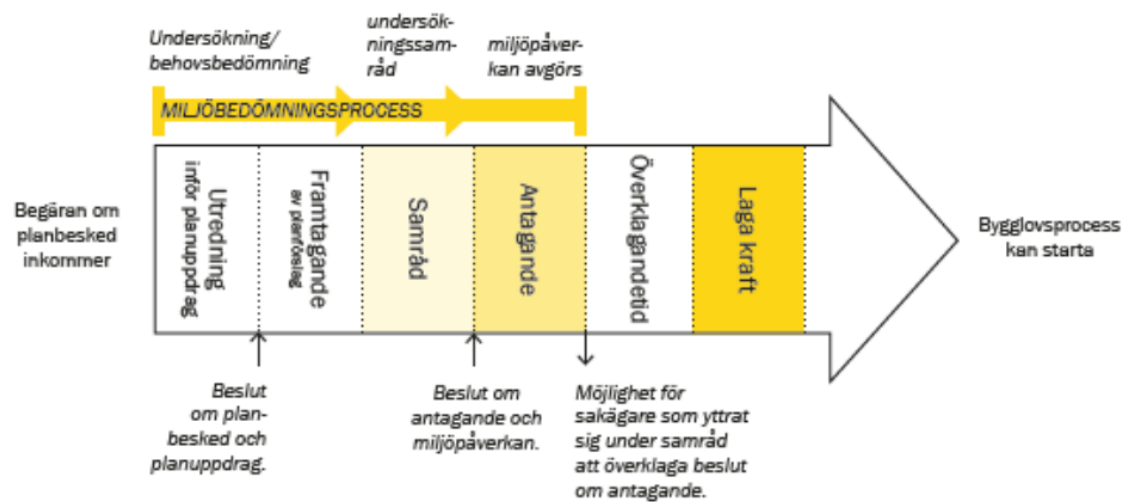 Undersökning/
behovsbedömning
undersök-
ningssam-
råd
miljöpåver-
kan avgörs
MILJÖBEDÖMNINGSPROCESS
Begäran om
planbesked
inkommer
Utredning
inför planuppdrag
Framtagande
av planförslag
Samråd
Antagande
Överklagandetid
Laga kraft
Bygglovsprocess
kan starta
Beslut
om plan-
besked och
planuppdrag.
Beslut om
antagande och
miljöpåverkan.
Möjlighet för
sakägare som yttrat
sig under samråd
att överklaga beslut
om antagande.